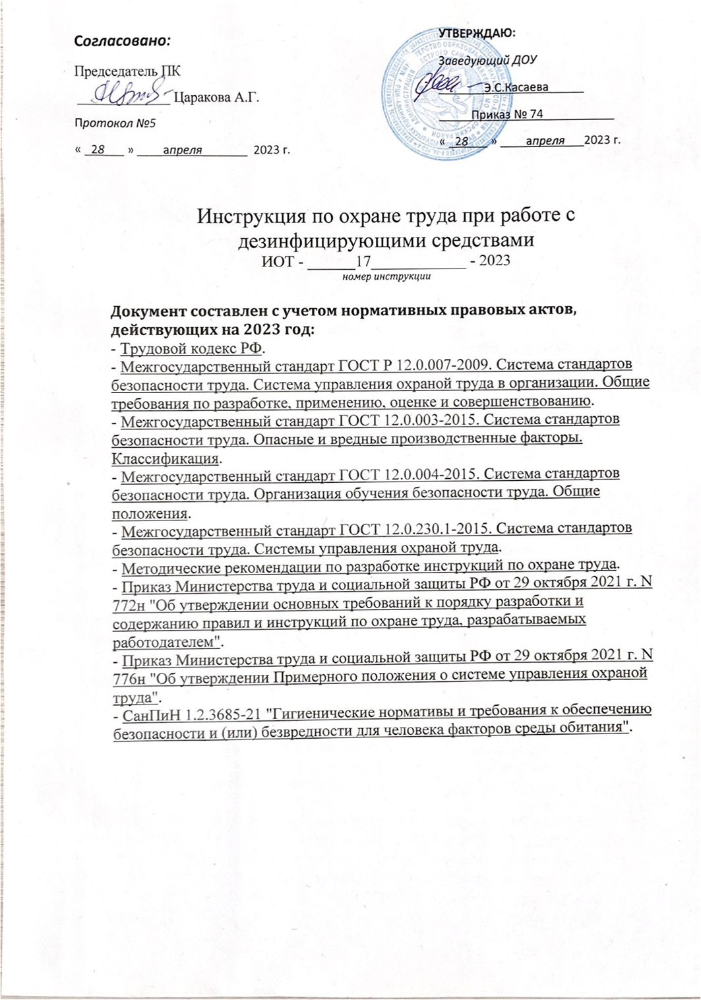 Согласовано:
Председатель ПК
______________ Царакова А.Г.
Протокол №5
« _28___ » ____апреля_______ 2023 г.
УТВЕРЖДАЮ:
Заведующий ДОУ
Э.С.Касаева
Приказ № 74
« _28___ » ____апреля___2023 г.
Инструкция по охране труда при работе с
дезинфицирующими средствами
ИОТ - ______17____________ - 2023
номер инструкции
Документ составлен с учетом нормативных правовых актов,
действующих на 2023 год:
- Трудовой кодекс РФ.
- Межгосударственный стандарт ГОСТ Р 12.0.007-2009. Система стандартов
безопасности труда. Система управления охраной труда в организации. Общие
требования по разработке, применению, оценке и совершенствованию.
- Межгосударственный стандарт ГОСТ 12.0.003-2015. Система стандартов
безопасности труда. Опасные и вредные производственные факторы.
Классификация.
- Межгосударственный стандарт ГОСТ 12.0.004-2015. Система стандартов
безопасности труда. Организация обучения безопасности труда. Общие
положения.
- Межгосударственный стандарт ГОСТ 12.0.230.1-2015. Система стандартов
безопасности труда. Системы управления охраной труда.
- Методические рекомендации по разработке инструкций по охране труда.
- Приказ Министерства труда и социальной защиты РФ от 29 октября 2021 г. N
772н "Об утверждении основных требований к порядку разработки и
содержанию правил и инструкций по охране труда, разрабатываемых
работодателем".
- Приказ Министерства труда и социальной защиты РФ от 29 октября 2021 г. N
776н "Об утверждении Примерного положения о системе управления охраной
труда".
- СанПиН 1.2.3685-21 "Гигиенические нормативы и требования к обеспечению
безопасности и (или) безвредности для человека факторов среды обитания".